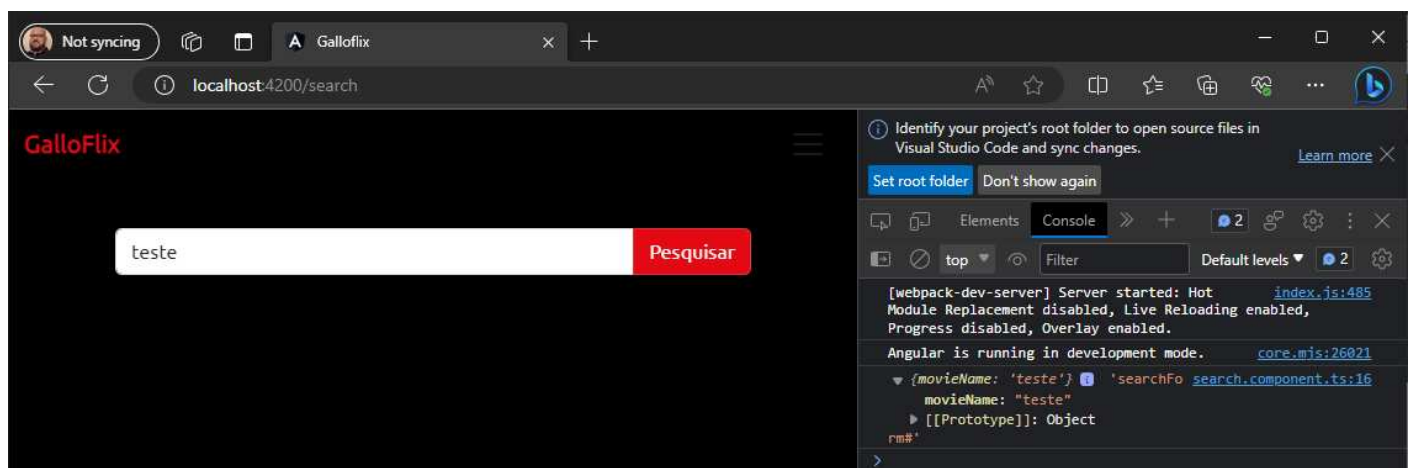 Not syncing
Galloflix
localhost:4200/search
GalloFlix
teste
Pesquisar
Identify your project's root folder to open source files in
Visual Studio Code and sync changes.
Learn more
Set root folder Don't show again
Elements Console 2
top Filter Default levels 2
[webpack-dev-server] Server started: Hot index.js:485
Module Replacement disabled, Live Reloading enabled,
Progress disabled, Overlay enabled.
Angular is running in development mode. core.mjs:26021
{movieName: 'teste'} 'searchFo search.component.ts:16
movieName: "teste"
[[Prototype]]: Object
rm#'